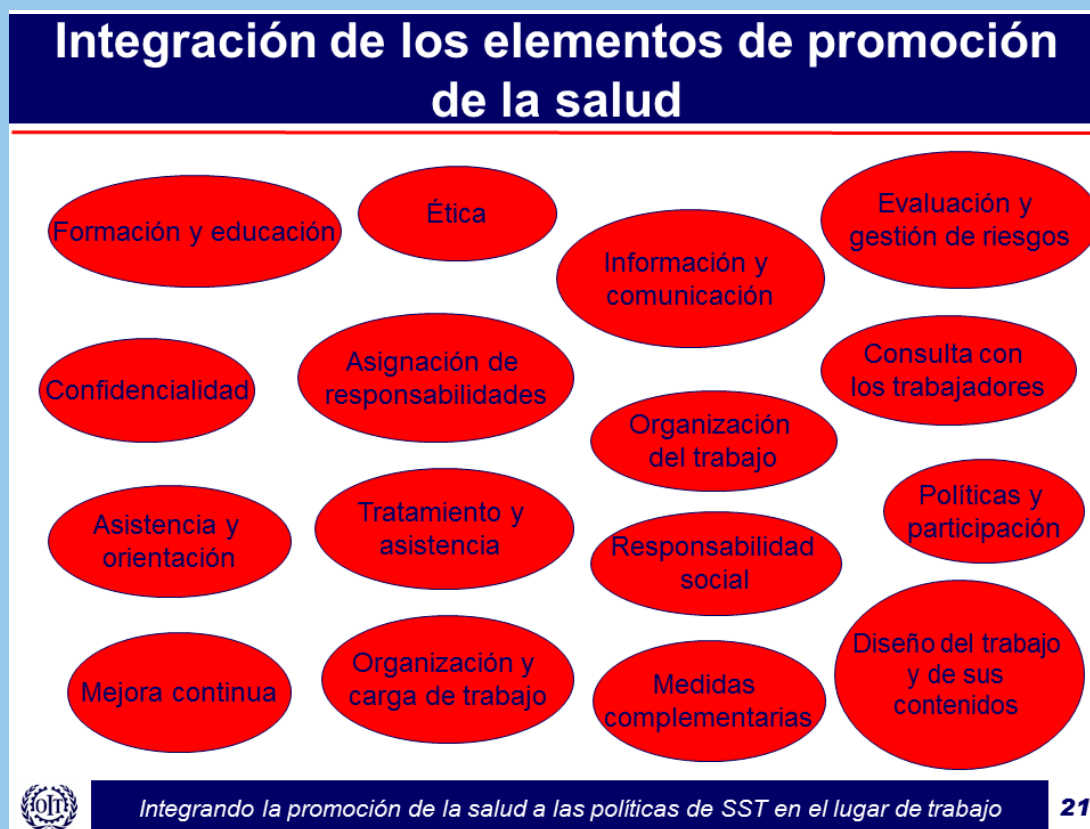 Integración de los elementos de promoción
de la salud
Formación y educación
Ética
Información y
comunicación
Evaluación y
gestión de riesgos
Confidencialidad
Asignación de
responsabilidades
Organización
del trabajo
Consulta con
los trabajadores
Asistencia y
orientación
Tratamiento y
asistencia
Responsabilidad
social
Políticas y
participación
Mejora continua
Organización y
carga de trabajo
Medidas
complementarias
Diseño del trabajo
y de sus
contenidos
OIT
Integrando la promoción de la salud a las políticas de SST en el lugar de trabajo
21